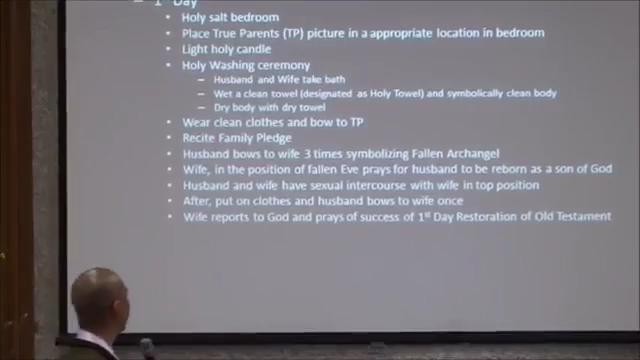 – 1st Day
• Holy salt bedroom
• Place True Parents (TP) picture in a appropriate location in bedroom
• Light holy candle
• Holy Washing ceremony
– Husband and Wife take bath
– Wet a clean towel (designated as Holy Towel) and symbolically clean body
– Dry body with dry towel
• Wear clean clothes and bow to TP
• Recite Family Pledge
• Husband bows to wife 3 times symbolizing Fallen Archangel
• Wife, in the position of fallen Eve prays for husband to be reborn as a son of God
• Husband and wife have sexual intercourse with wife in top position
• After, put on clothes and husband bows to wife once
• Wife reports to God and prays of success of 1st Day Restoration of Old Testament